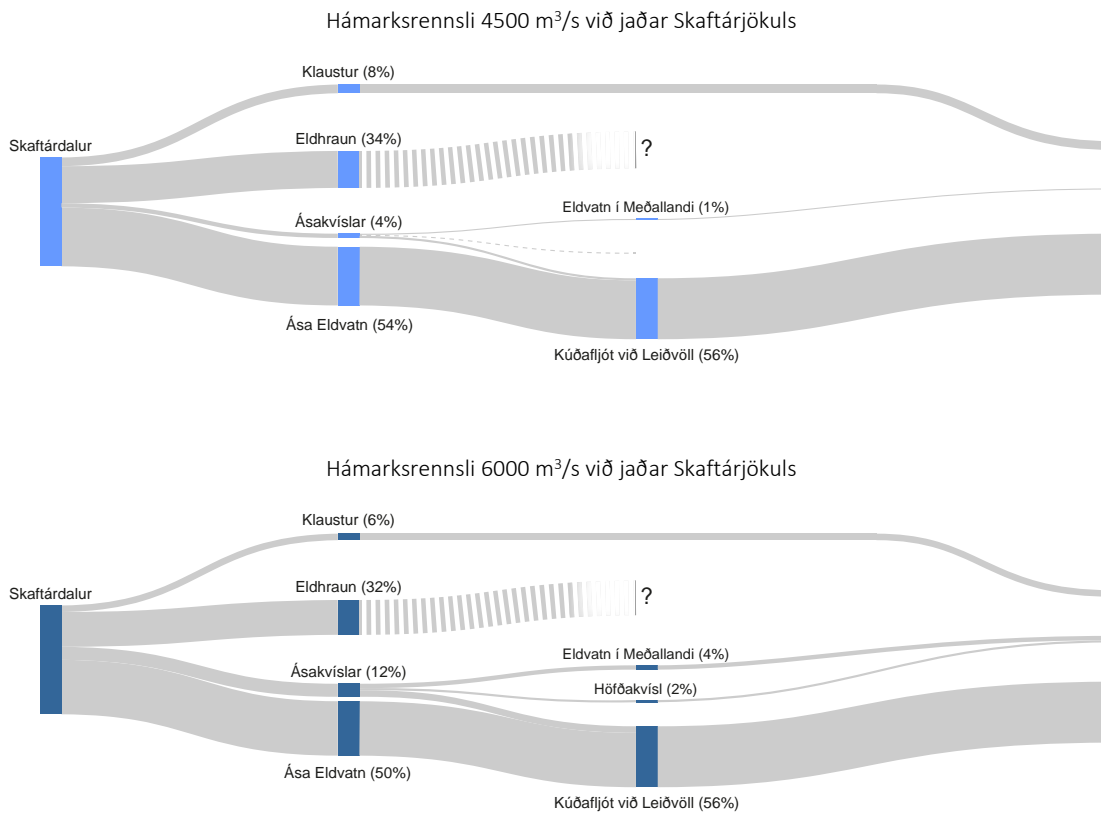 Hámarksrennsli 4500 m³/s við jaðar Skaftárjökuls
Klaustur (8%)
Skaftárdalur
Eldhraun (34%)
?
Ásakvíslar (4%)
Eldvatn í Meðallandi (1%)
Ása Eldvatn (54%)
Kúðafljót við Leiðvöll (56%)
Hámarksrennsli 6000 m³/s við jaðar Skaftárjökuls
Klaustur (6%)
Skaftárdalur
Eldhraun (32%)
?
Ásakvíslar (12%)
Eldvatn í Meðallandi (4%)
Höfðakvísl (2%)
Ása Eldvatn (50%)
Kúðafljót við Leiðvöll (56%)